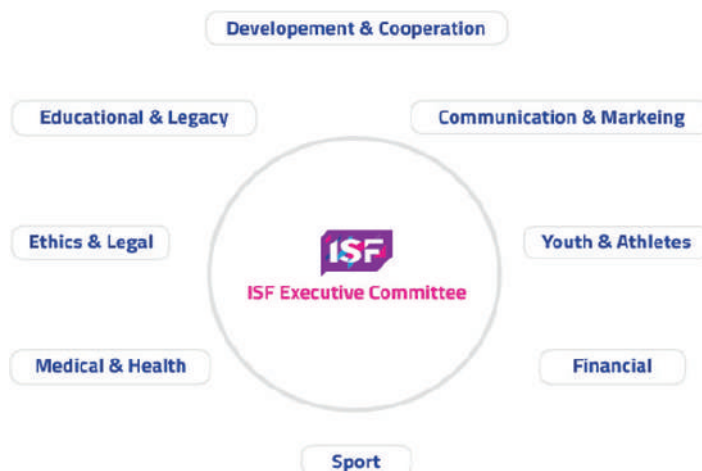 Developement & Cooperation
Educational & Legacy
Communication & Markeing
Ethics & Legal
ISF
Youth & Athletes
ISF Executive Committee
Medical & Health
Financial
Sport